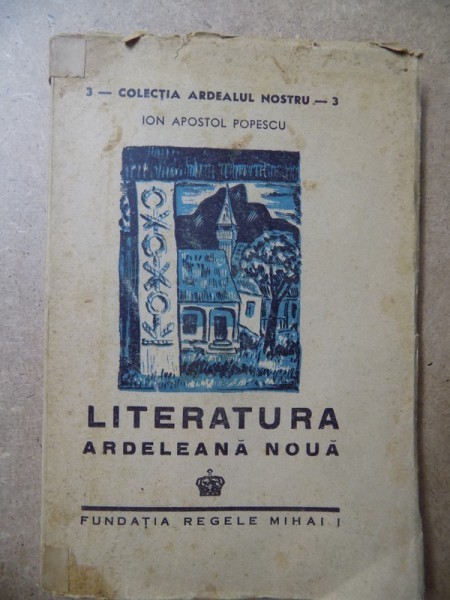 3 — COLECȚIA ARDEALUL NOSTRU — 3
ION APOSTOL POPESCU
LITERATURA
ARDELEANĂ NOUĂ
FUNDAȚIA REGELE MIHAI I